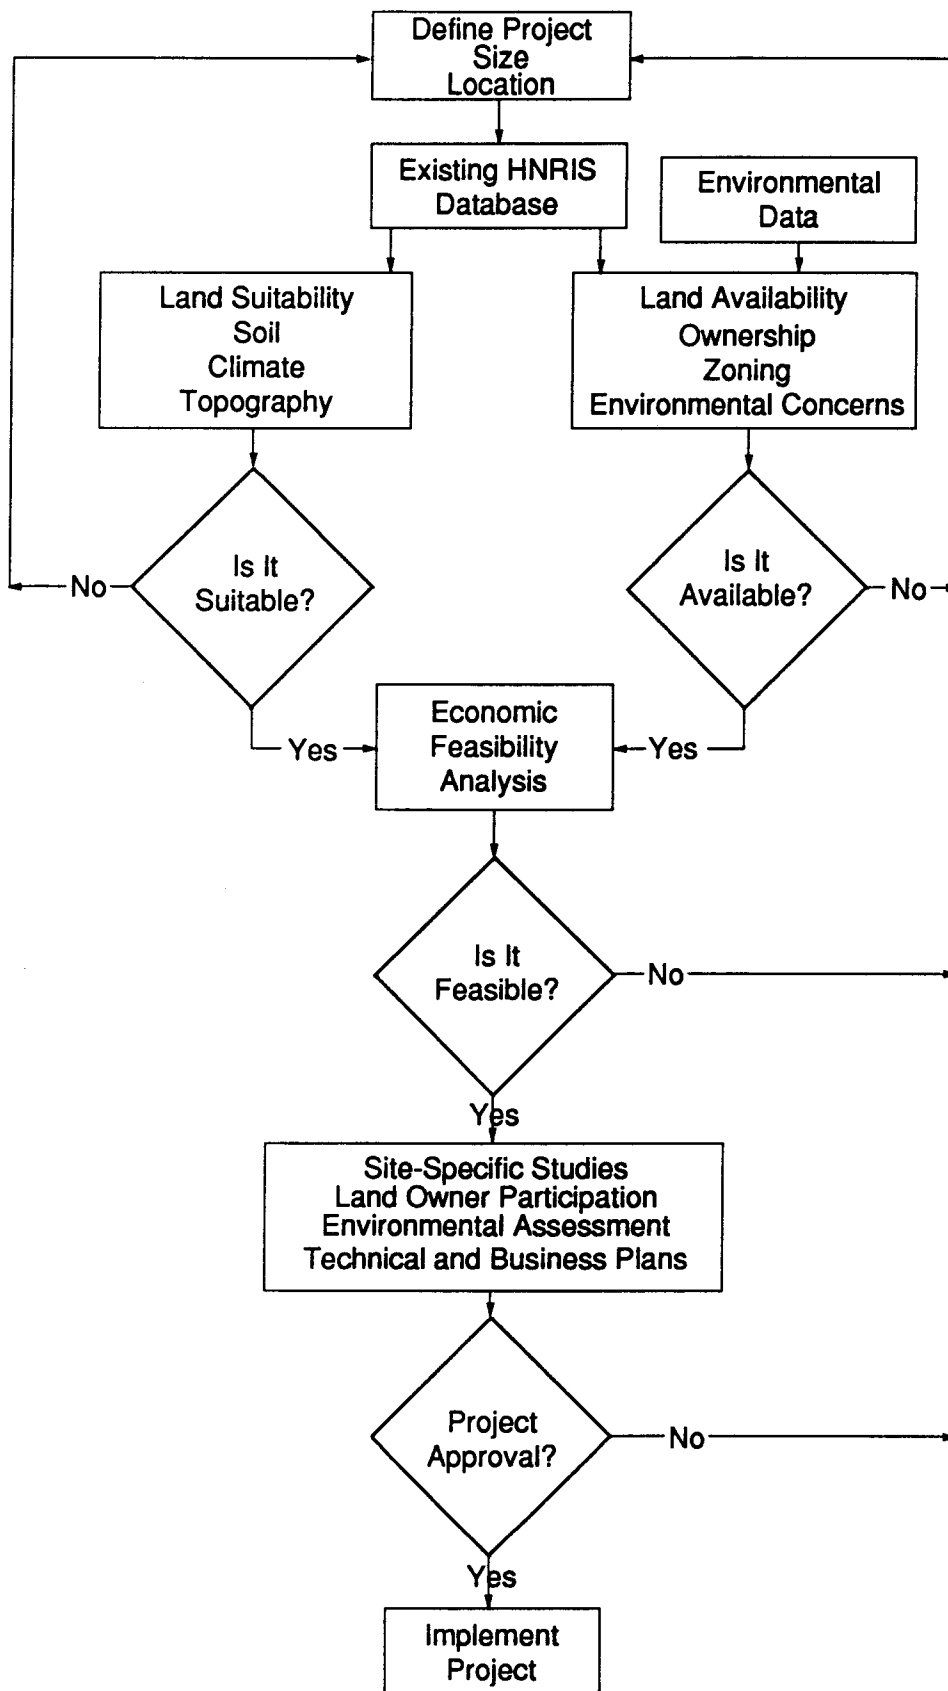 Define Project
Size
Location
Existing HNRIS
Database
Environmental
Data
Land Suitability
Soil
Climate
Topography
Land Availability
Ownership
Zoning
Environmental Concerns
Is It
Suitable?
No
Is It
Available?
No
Yes
Economic
Feasibility
Analysis
Yes
Is It
Feasible?
No
Yes
Site-Specific Studies
Land Owner Participation
Environmental Assessment
Technical and Business Plans
Project
Approval?
No
Yes
Implement
Project